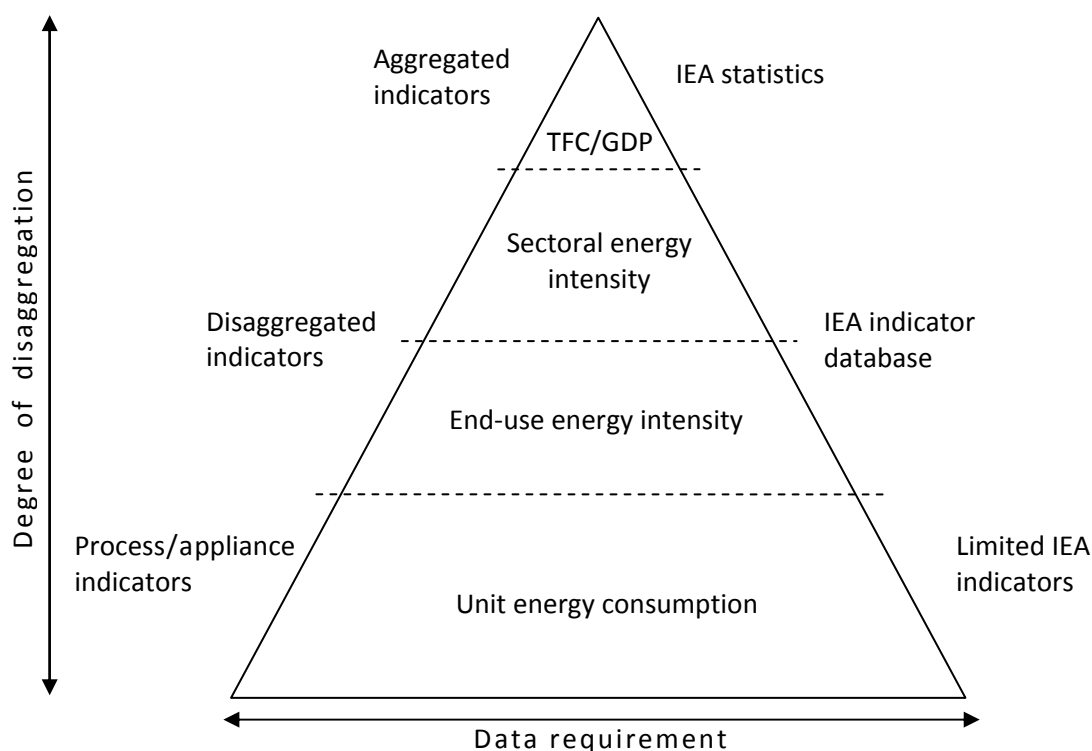 Aggregated
indicators
IEA statistics
TFC/GDP
Sectoral energy
intensity
Disaggregated
indicators
IEA indicator
database
End-use energy intensity
Process/appliance
indicators
Limited IEA
indicators
Unit energy consumption
Degree of disaggregation
Data requirement